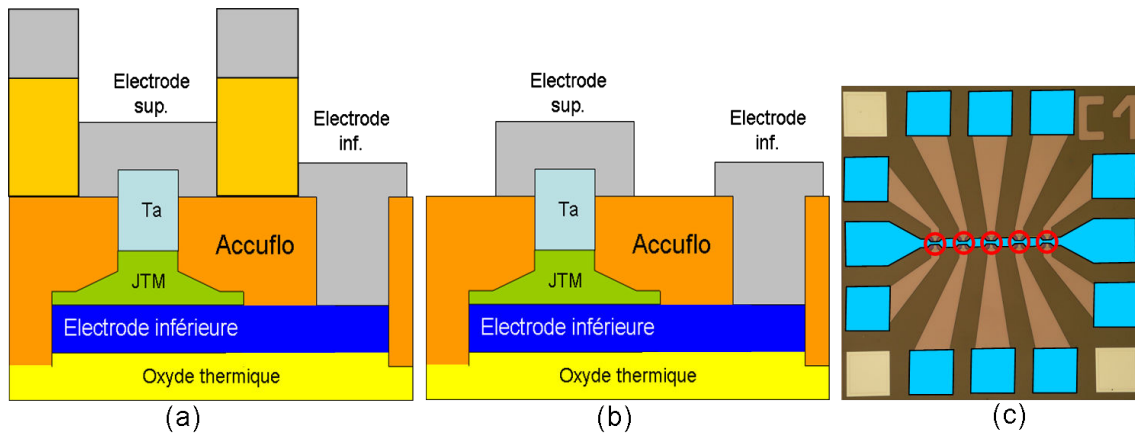 Electrode
sup.
Electrode
inf.
Ta
Accuflo
JTM
Electrode inférieure
Oxyde thermique
(a)
Electrode
sup.
Electrode
inf.
Ta
Accuflo
JTM
Electrode inférieure
Oxyde thermique
(b)
C1
(c)